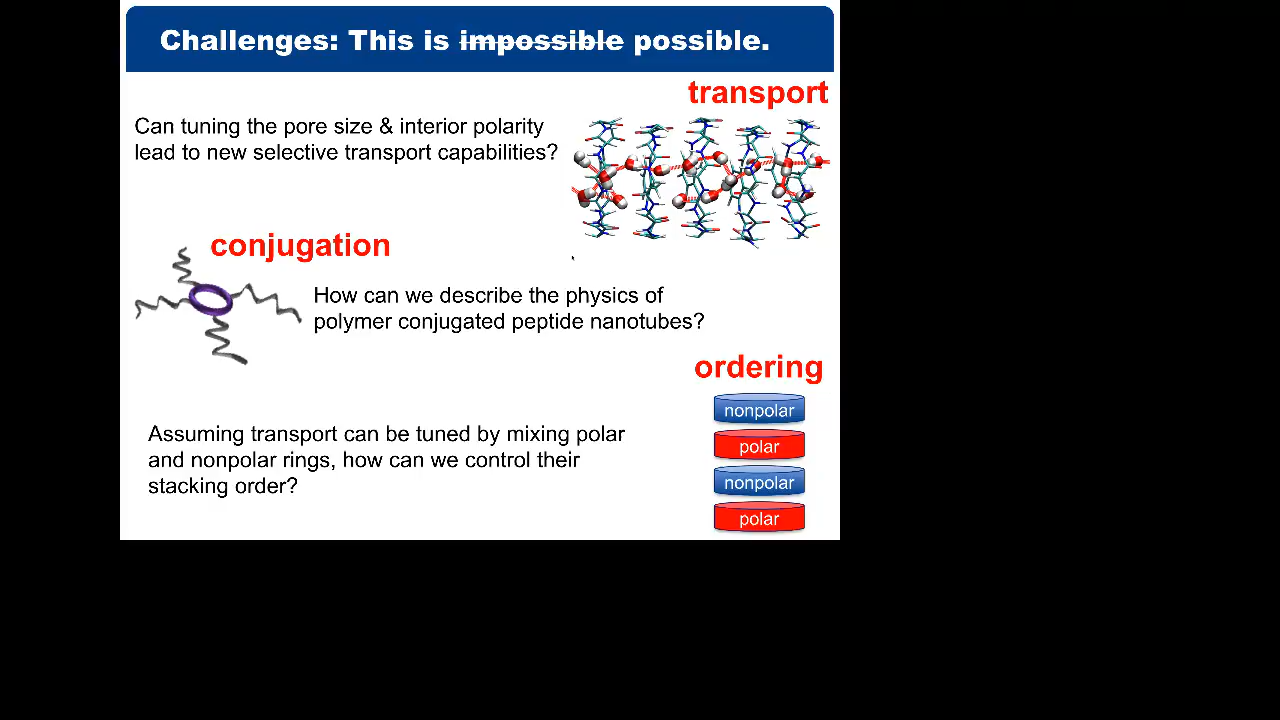 Challenges: This is impossible possible.
transport
Can tuning the pore size & interior polarity
lead to new selective transport capabilities?
conjugation
How can we describe the physics of
polymer conjugated peptide nanotubes?
ordering
nonpolar
polar
nonpolar
polar
Assuming transport can be tuned by mixing polar
and nonpolar rings, how can we control their
stacking order?